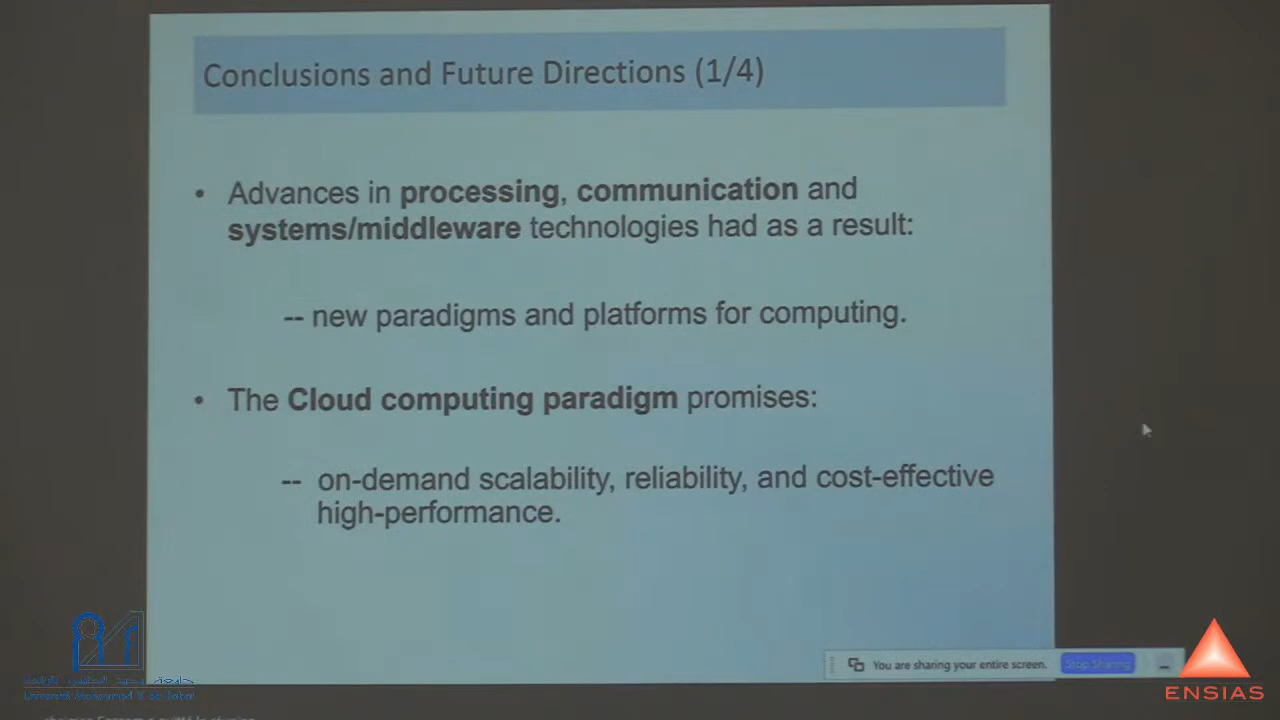 Conclusions and Future Directions (1/4)
• Advances in processing, communication and
systems/middleware technologies had as a result:
-- new paradigms and platforms for computing.
• The Cloud computing paradigm promises:
-- on-demand scalability, reliability, and cost-effective
high-performance.
You are sharing your entire screen.
Stop Sharing
ENSIAS